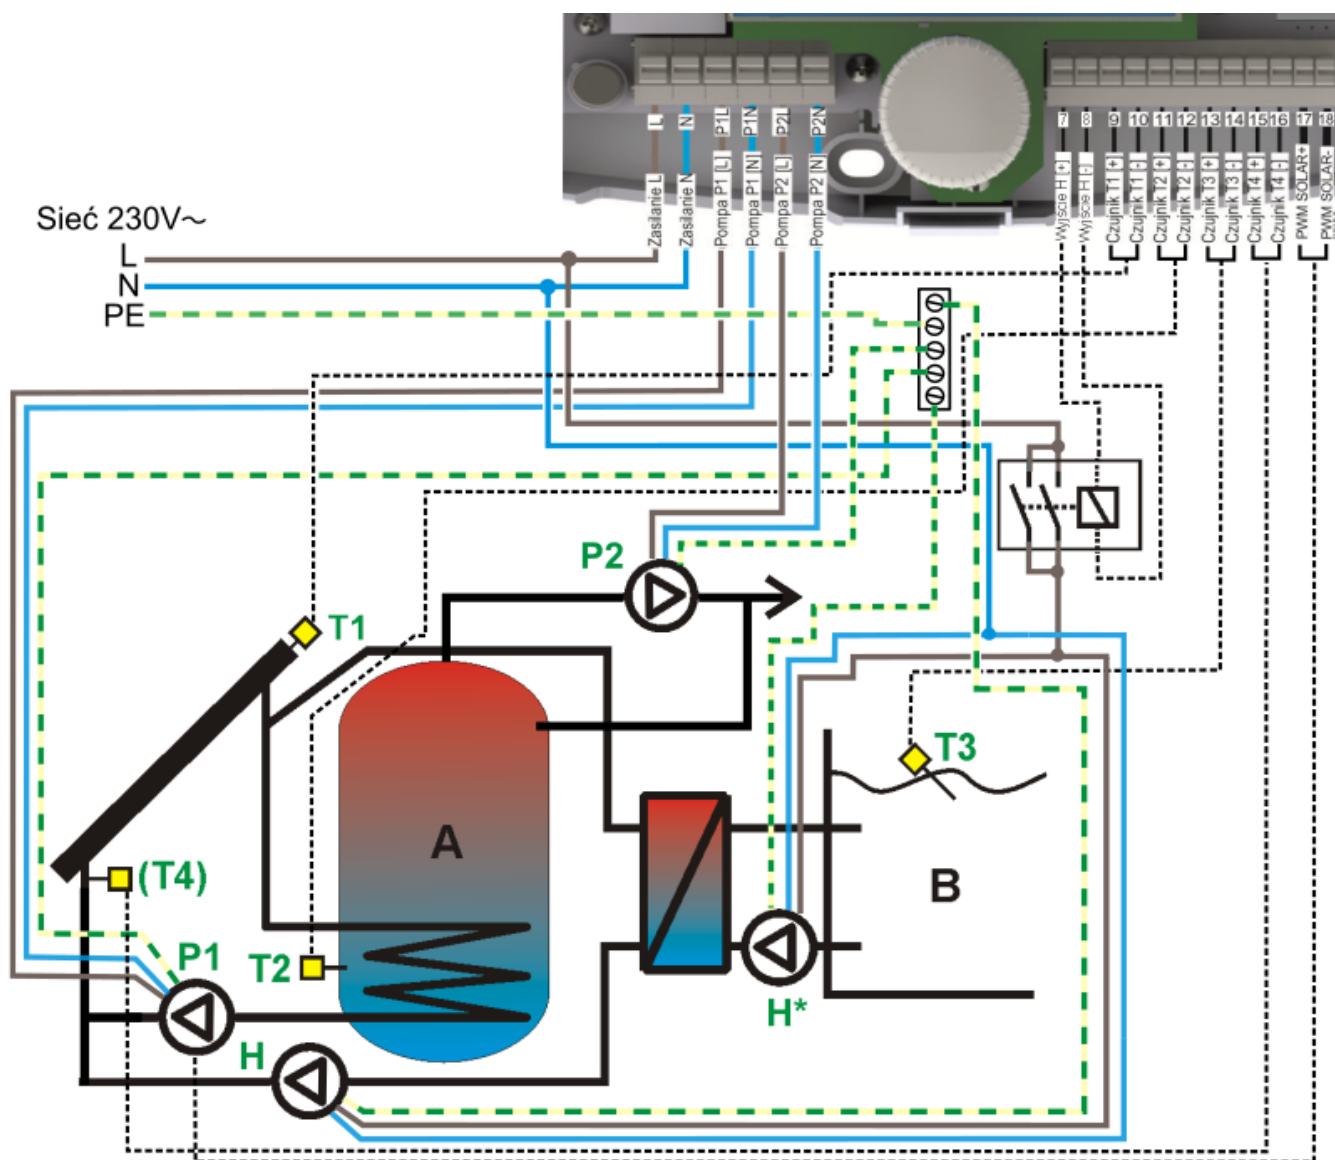 L N P1L P1N P2L P2N
7 8 9 10 11 12 13 14 15 16 17 18
Zasilanie L
Zasilanie N
Pompa P1 [L]
Pompa P1 [N]
Pompa P2 [L]
Pompa P2 [N]
Wyjście H [+]
Wyjście H [-]
Czujnik T1 [+]
Czujnik T1 [-]
Czujnik T2 [+]
Czujnik T2 [-]
Czujnik T3 [+]
Czujnik T3 [-]
Czujnik T4 [+]
Czujnik T4 [-]
PWM SOLAR+
PWM SOLAR-
Sieć 230V~
L
N
PE
P2
T1
T3
A
(T4)
B
P1
T2
H*
H